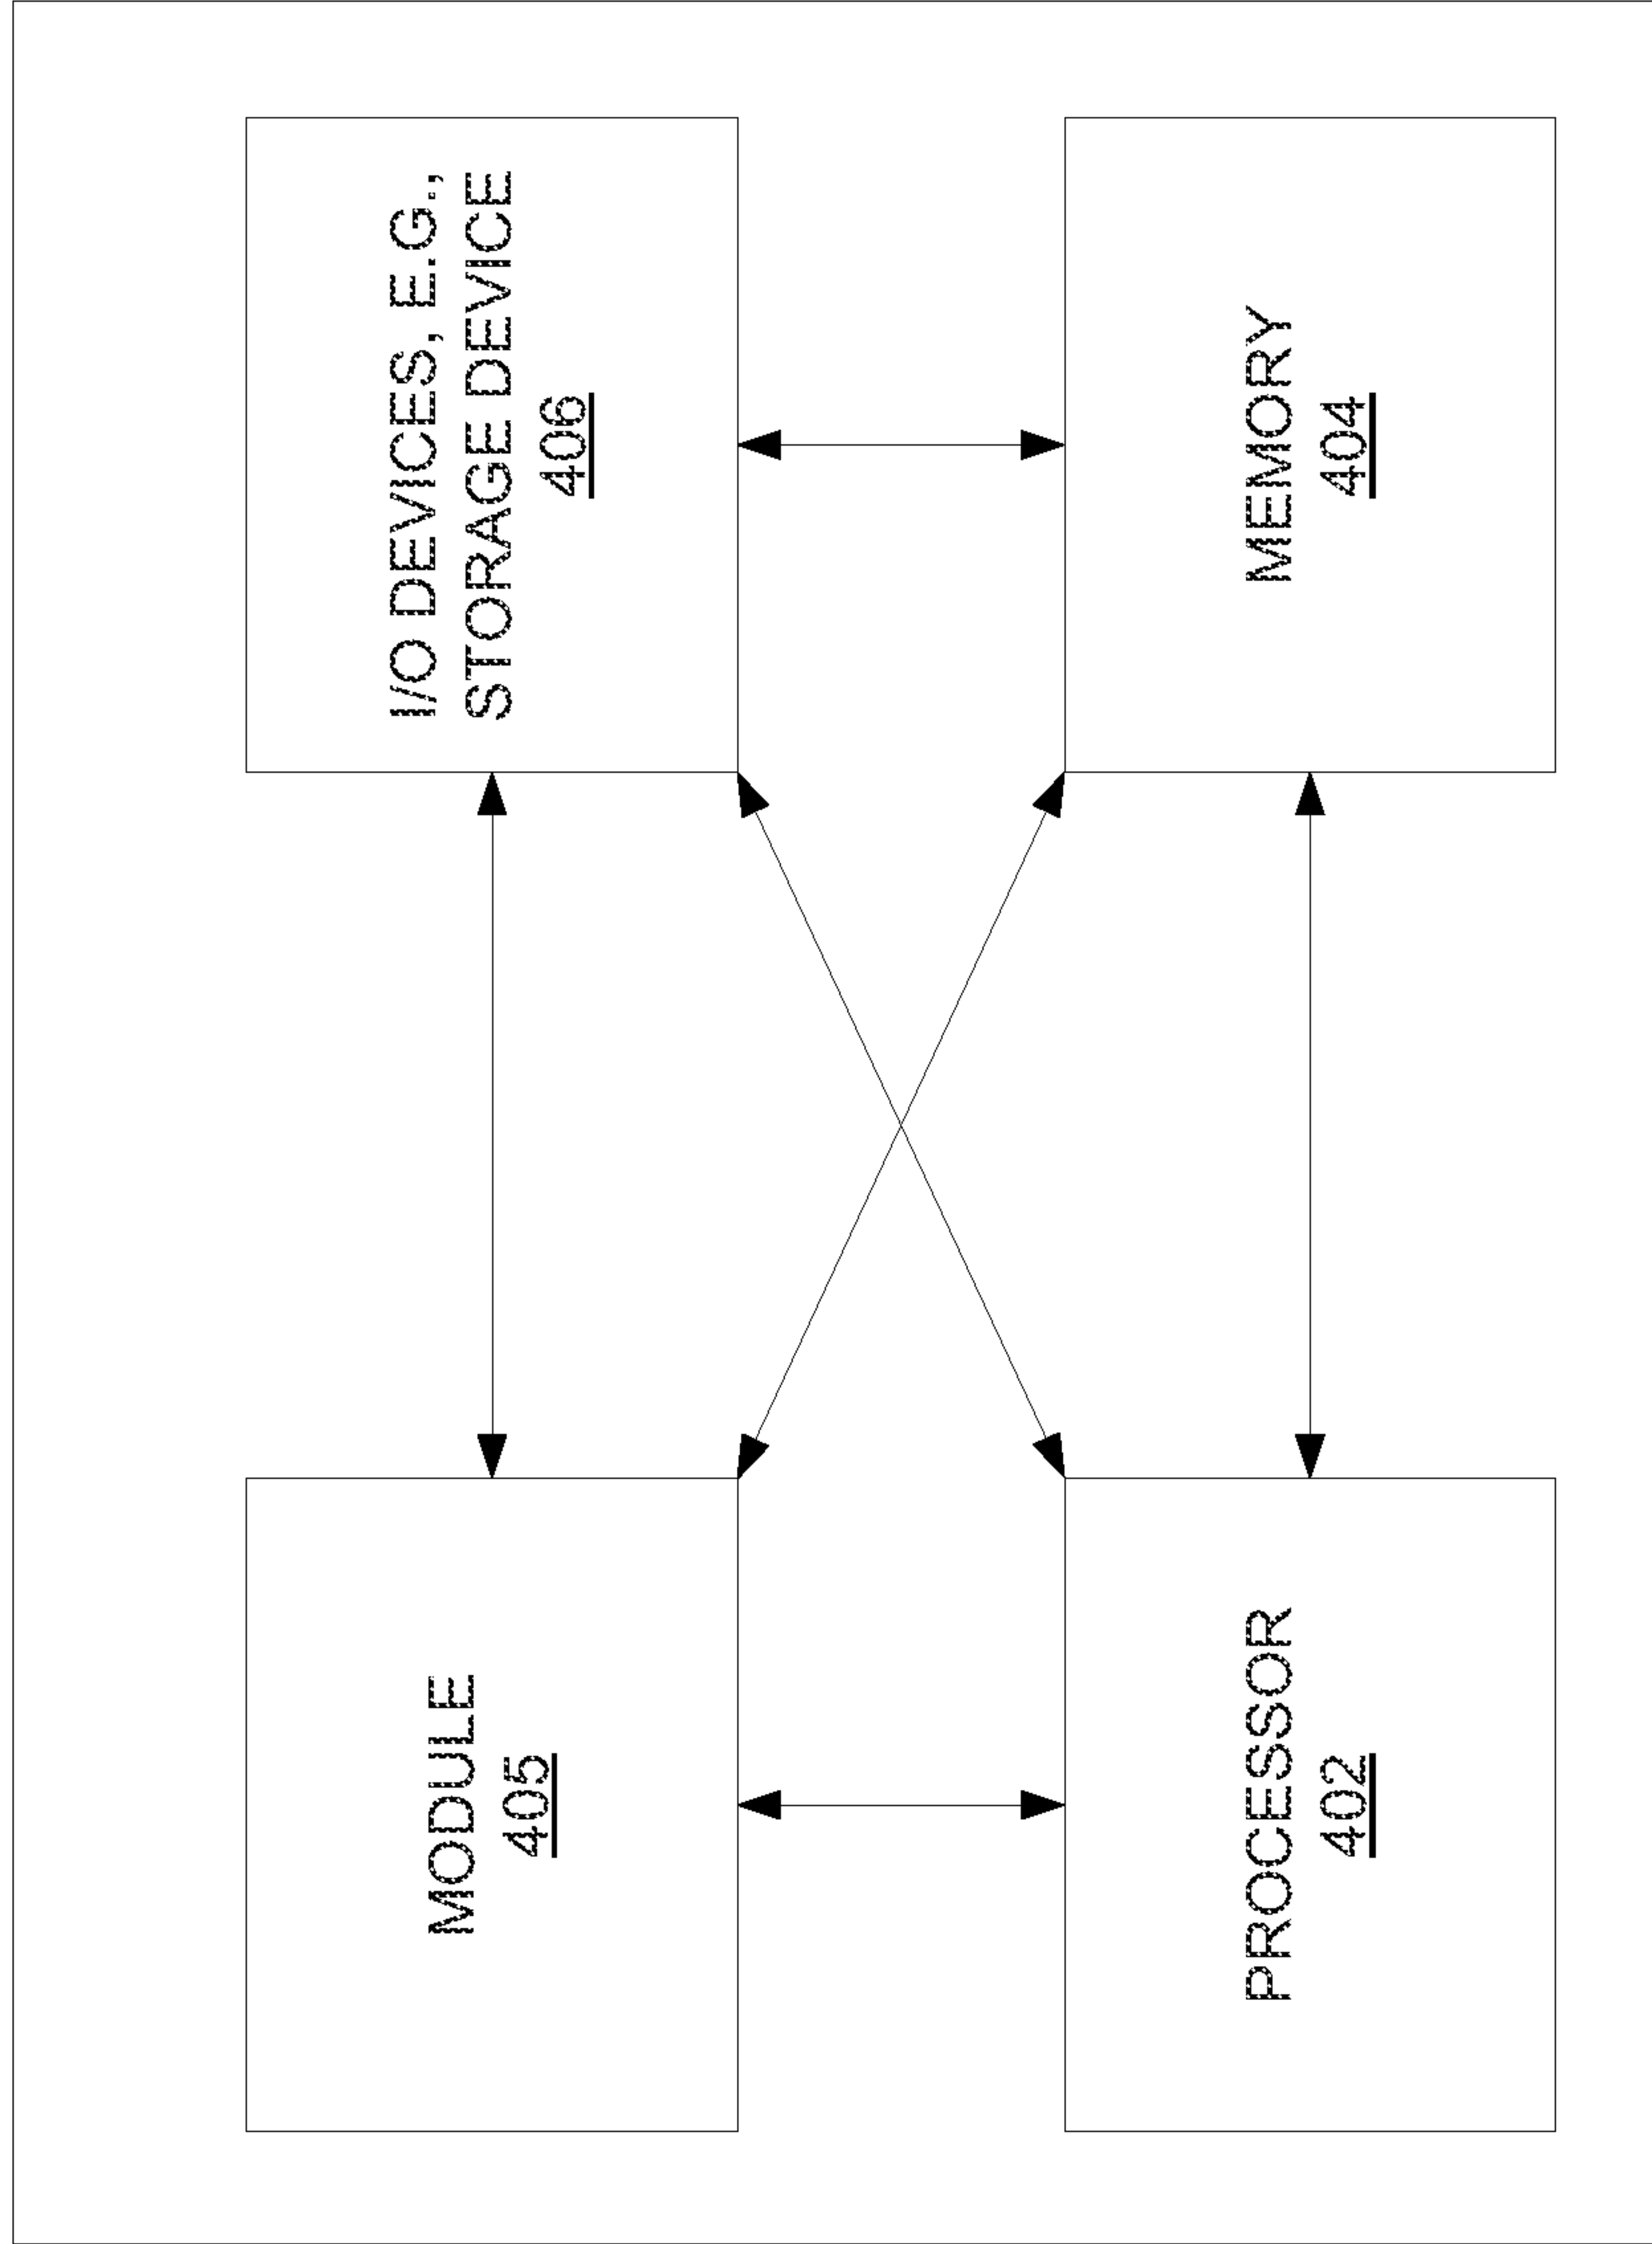 MODULE
405
I/O DEVICES, E.G.,
STORAGE DEVICE
406
PROCESSOR
402
MEMORY
404